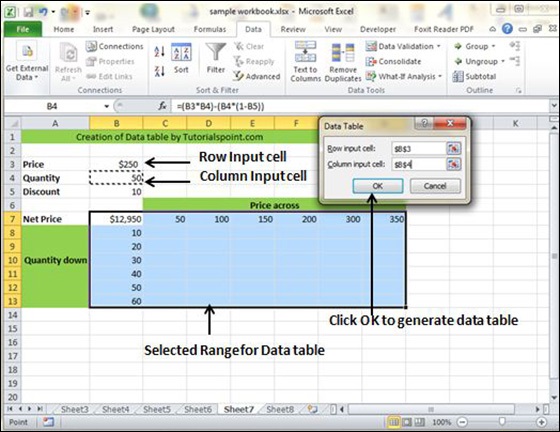 sample workbook.xlsx - Microsoft Excel
File Home Insert Page Layout Formulas Data Review View Foxit Reader PDF
Get External Data
Refresh All
Connections
Properties
Edit Links
Connections
Sort
Filter
Clear
Reapply
Advanced
Sort & Filter
Text to Columns
Remove Duplicates
Data Validation
Consolidate
What-If Analysis
Data Tools
Group
Ungroup
Subtotal
Outline
B4 fx =(B3*B4)-(B4*(1-B5))
A B C D E F K
1 Creation of Data table by Tutorialspoint.com
2
3 Price $250 Row Input cell
4 Quantity 50 Column Input cell
5 Discount 10
6 Price across
7 Net Price $12,950 50 100 150 200 300 350
8 10
9 20
10 Quantity down 30
11 40
12 50
13 60
14
15
16
17
18
19
20
Data Table
Row input cell: $B$3
Column input cell: $B$4
OK Cancel
Click OK to generate data table
Selected Range for Data table
Sheet3 Sheet4 Sheet5 Sheet6 Sheet7 Sheet8
Point
100%